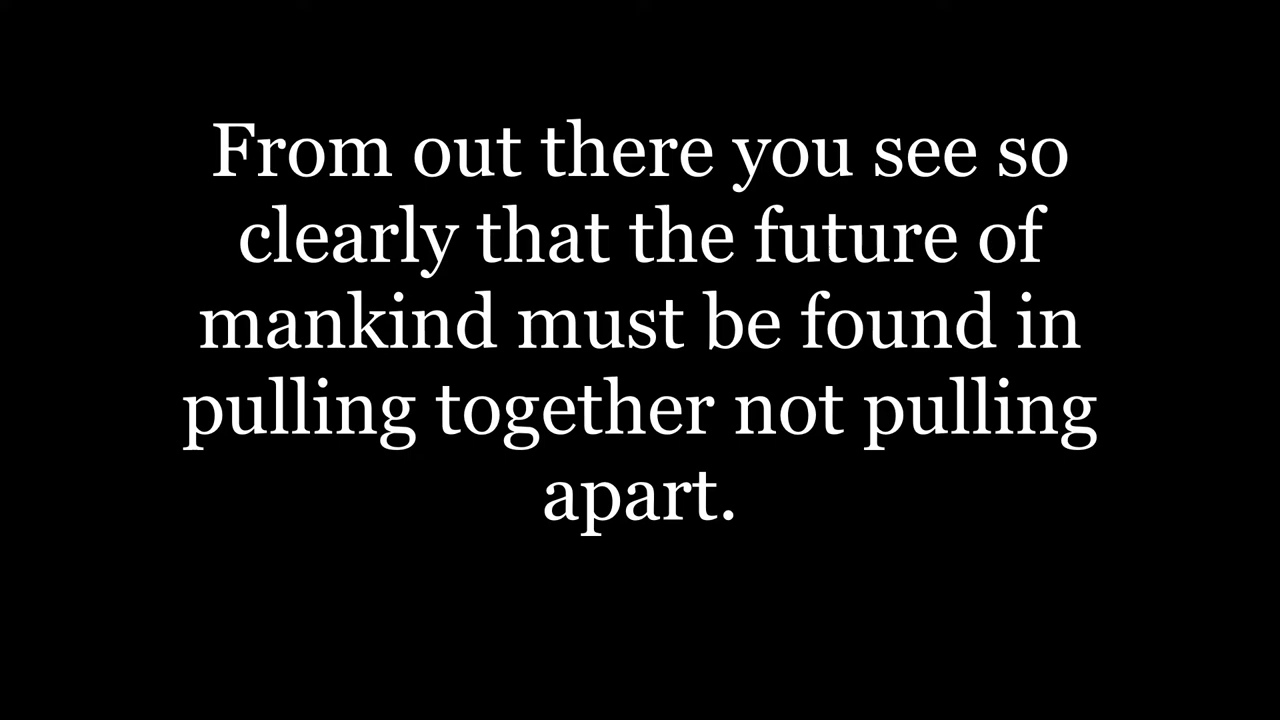 From out there you see so
clearly that the future of
mankind must be found in
pulling together not pulling
apart.